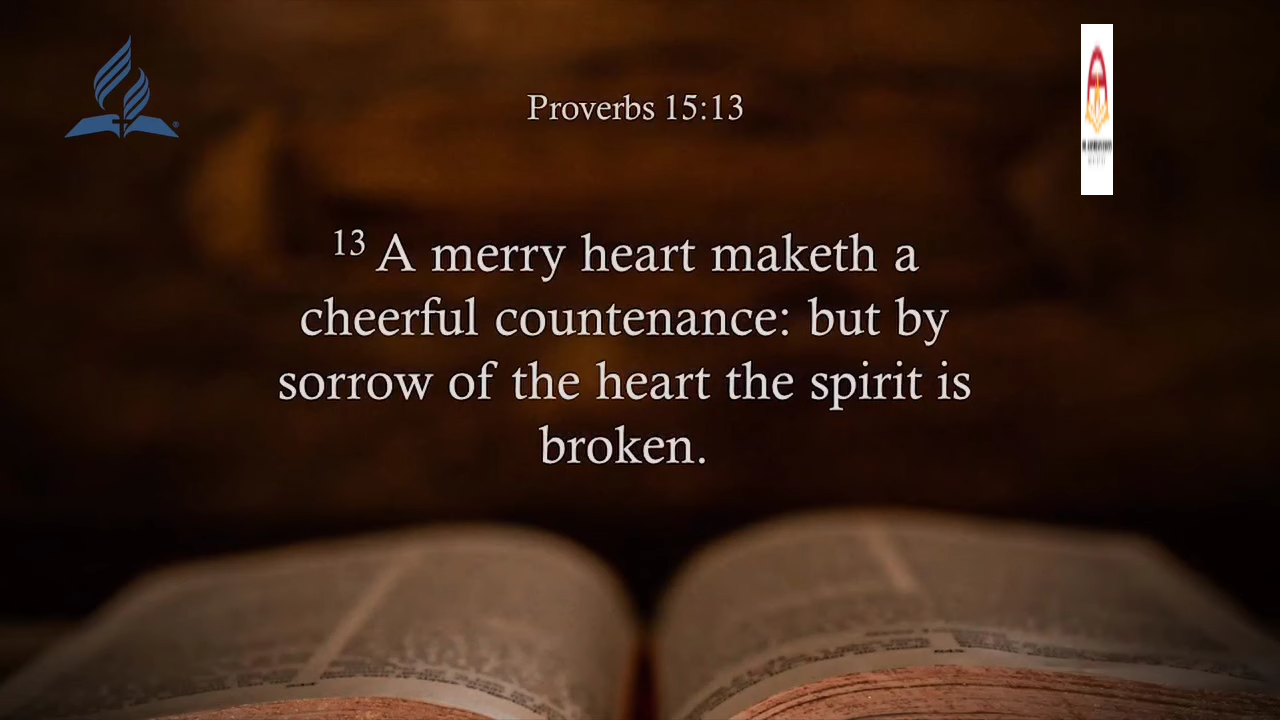 Proverbs 15:13
13 A merry heart maketh a
cheerful countenance: but by
sorrow of the heart the spirit is
broken.